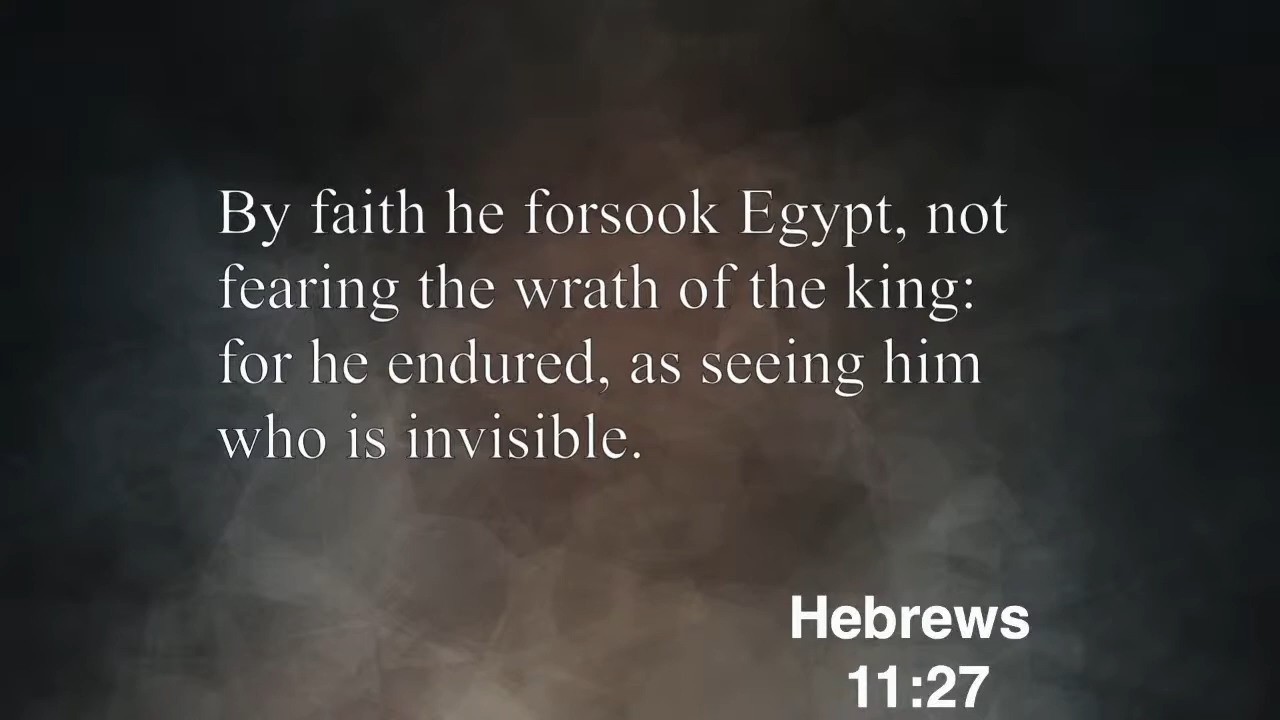 By faith he forsook Egypt, not
fearing the wrath of the king:
for he endured, as seeing him
who is invisible.
Hebrews
11:27